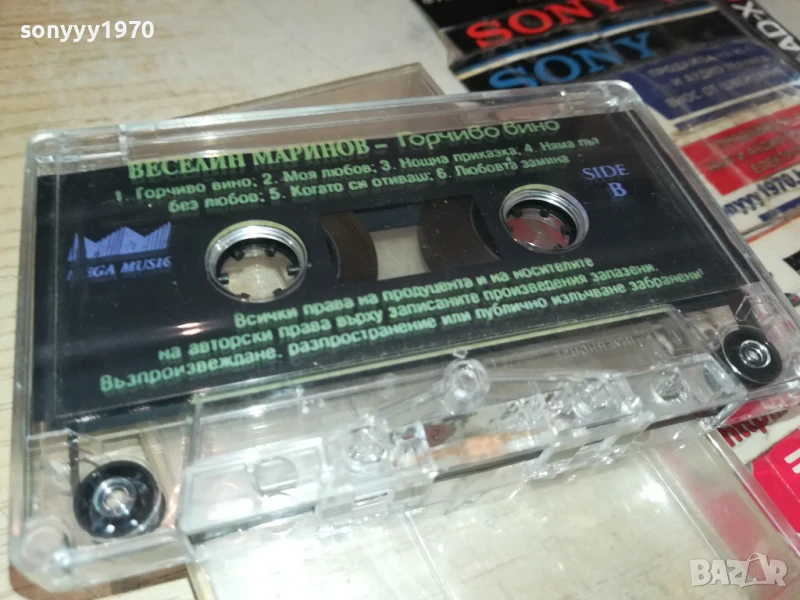 sonyyy1970
SONY
SONY
ВЕСЕЛИН МАРИНОВ – Горчиво вино
1. Горчиво вино; 2. Моя любов; 3. Нощна приказка; 4. Няма път
без любов; 5. Когато си отиваш; 6. Любовта замина
SIDE
B
MEGA MUSIC
Всички права на продуцента и на носителите
на авторски права върху записаните произведения запазени.
Възпроизвеждане, разпространение или публично излъчване забранени!
BAZAR